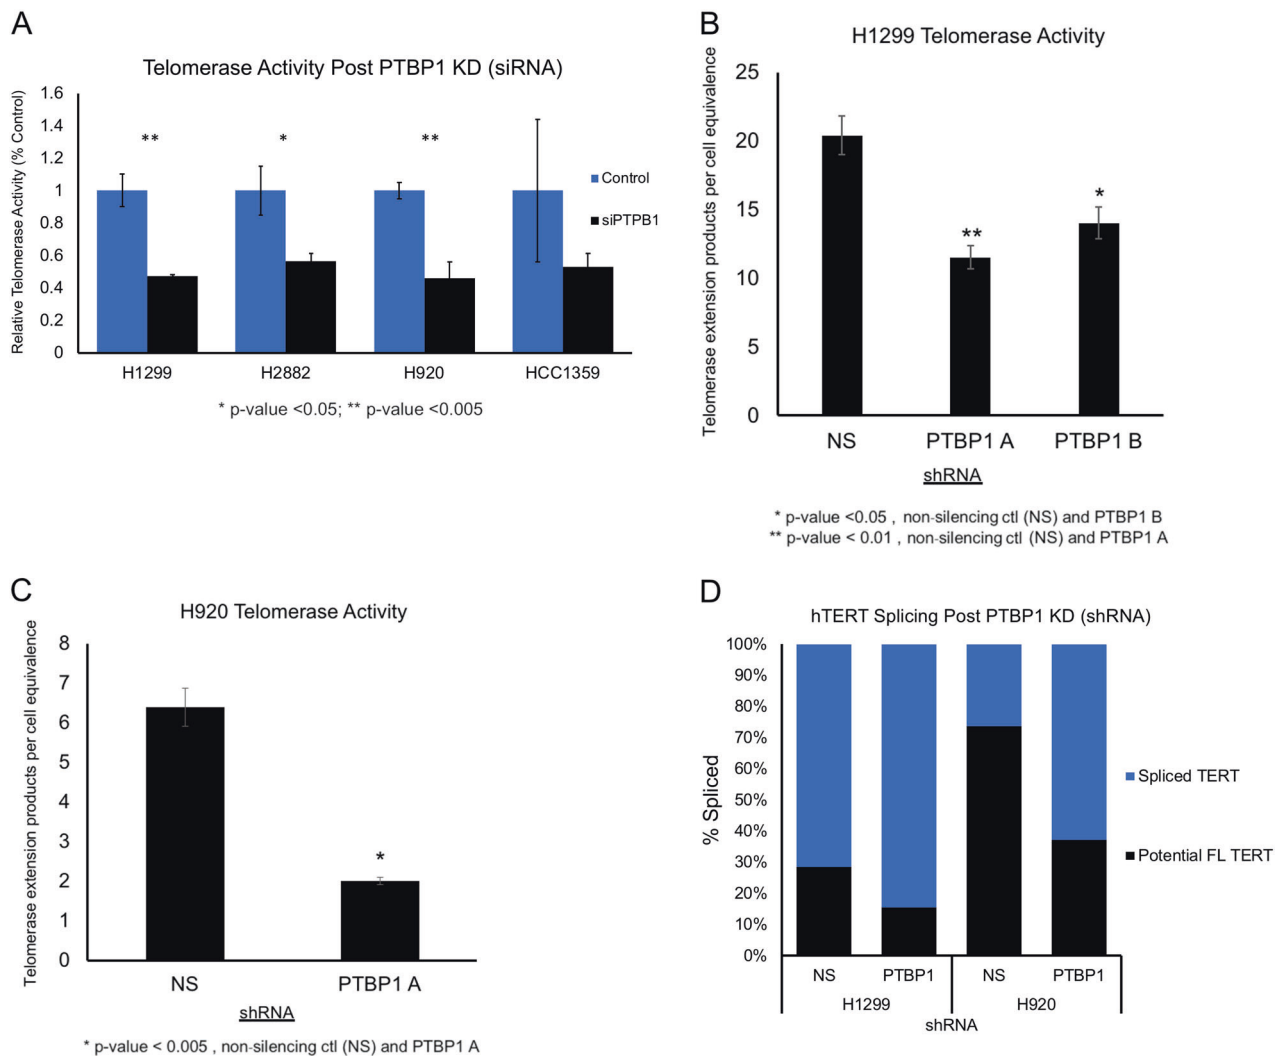 A
Telomerase Activity Post PTBP1 KD (siRNA)
Relative Telomerase Activity (% Control)
1.6
1.4
1.2
1
0.8
0.6
0.4
0.2
0
** * **
Control
siPTPB1
H1299 H2882 H920 HCC1359
* p-value <0.05; ** p-value <0.005
B
H1299 Telomerase Activity
Telomerase extension products per cell equivalence
25
20
15
10
5
0
**
*
NS PTBP1 A PTBP1 B
shRNA
* p-value <0.05 , non-silencing ctl (NS) and PTBP1 B
** p-value < 0.01 , non-silencing ctl (NS) and PTBP1 A
C
H920 Telomerase Activity
Telomerase extension products per cell equivalence
8
7
6
5
4
3
2
1
0
*
NS PTBP1 A
shRNA
* p-value < 0.005 , non-silencing ctl (NS) and PTBP1 A
D
hTERT Splicing Post PTBP1 KD (shRNA)
% Spliced
100%
90%
80%
70%
60%
50%
40%
30%
20%
10%
0%
Spliced TERT
Potential FL TERT
NS PTBP1 NS PTBP1
H1299 H920
shRNA